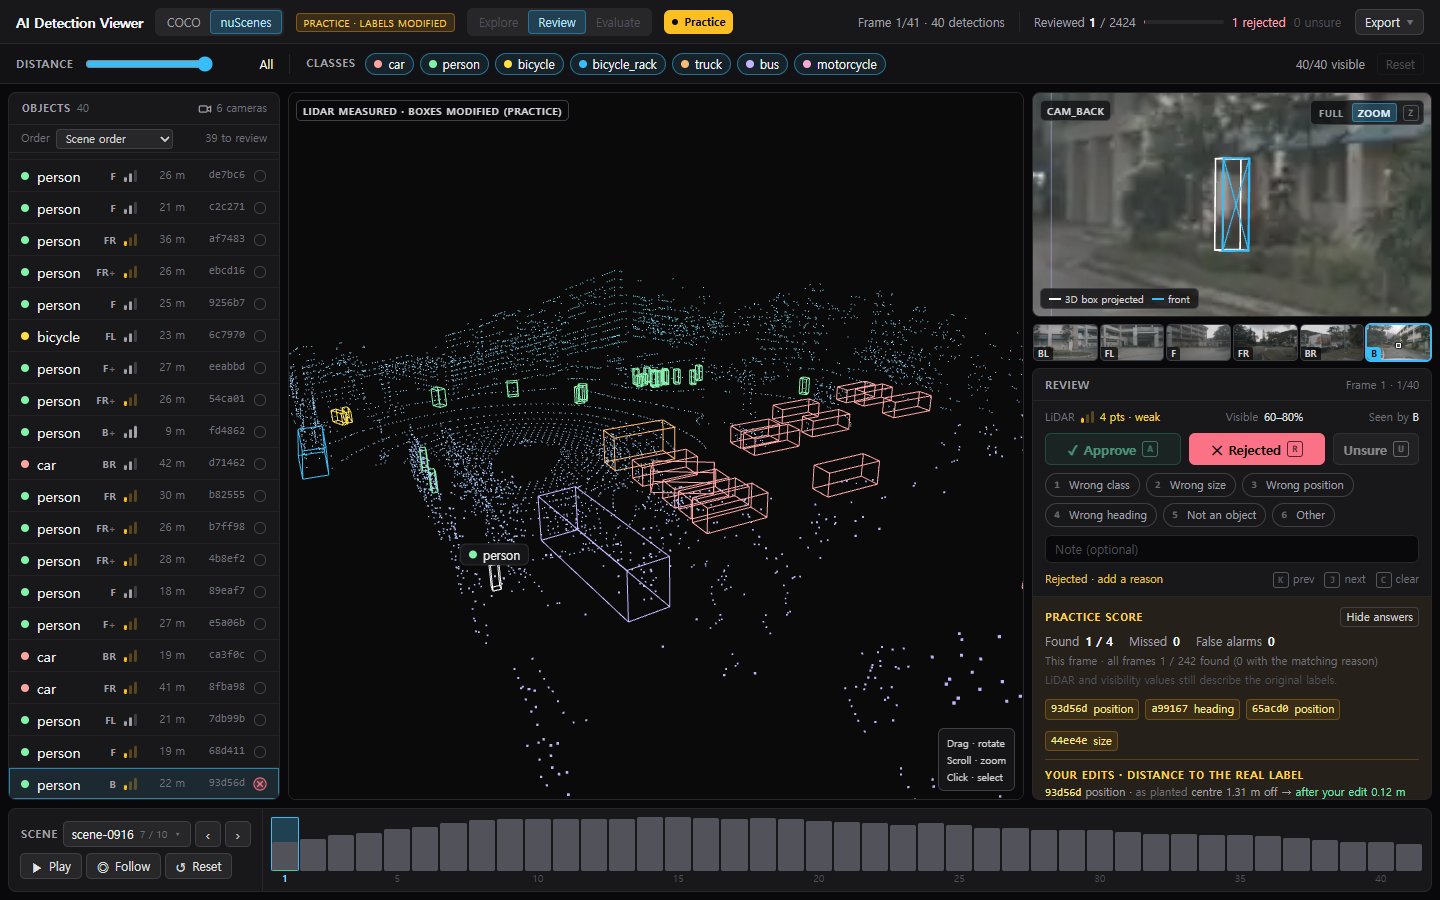 AI Detection Viewer COCO nuScenes PRACTICE · LABELS MODIFIED Explore Review Evaluate Practice Frame 1/41 · 40 detections Reviewed 1 / 2424 1 rejected 0 unsure Export
DISTANCE All CLASSES car person bicycle bicycle_rack truck bus motorcycle 40/40 visible Reset
OBJECTS 40 6 cameras
Order Scene order 39 to review
person F 26 m de7bc6
person F 21 m c2c271
person FR 36 m af7483
person FR+ 26 m ebcd16
person F 25 m 9256b7
bicycle FL 23 m 6c7970
person F+ 27 m eeabbd
person FR+ 26 m 54ca01
person B+ 9 m fd4862
car BR 42 m d71462
person FR 30 m b82555
person FR+ 26 m b7ff98
person FR+ 28 m 4b8ef2
person F 18 m 89eaf7
person F+ 27 m e5a06b
car BR 19 m ca3f0c
car FR 41 m 8fba98
person FL 21 m 7db99b
person F 19 m 68d411
person B 22 m 93d56d
LIDAR MEASURED · BOXES MODIFIED (PRACTICE)
person
Drag · rotate
Scroll · zoom
Click · select
CAM_BACK FULL ZOOM Z
3D box projected front
BL FL F FR BR B
REVIEW Frame 1 · 1/40
LiDAR 4 pts · weak Visible 60–80% Seen by B
✓ Approve A ✕ Rejected R Unsure U
1 Wrong class 2 Wrong size 3 Wrong position
4 Wrong heading 5 Not an object 6 Other
Note (optional)
Rejected · add a reason K prev J next C clear
PRACTICE SCORE Hide answers
Found 1 / 4 Missed 0 False alarms 0
This frame · all frames 1 / 242 found (0 with the matching reason)
LiDAR and visibility values still describe the original labels.
93d56d position a99167 heading 65acd0 position
44ee4e size
YOUR EDITS · DISTANCE TO THE REAL LABEL
93d56d position · as planted centre 1.31 m off → after your edit 0.12 m
SCENE scene-0916 7 / 10 ‹ ›
▶ Play ◎ Follow ↺ Reset
1 5 10 15 20 25 30 35 40